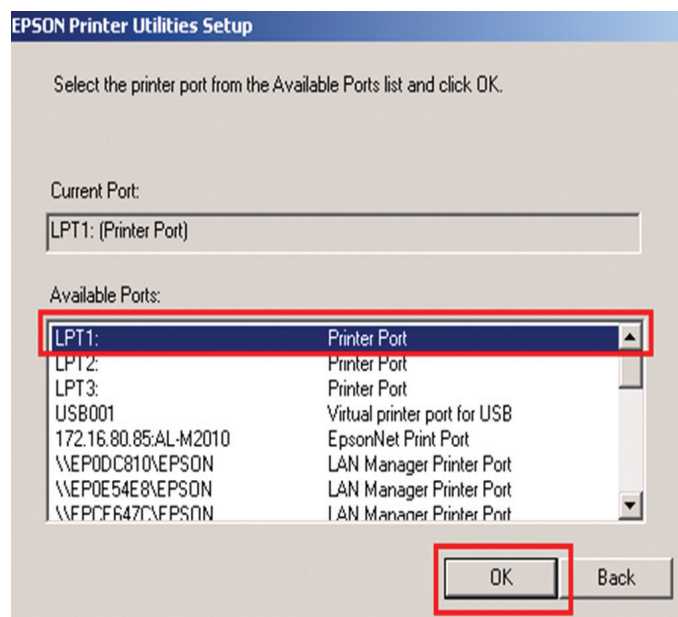 EPSON Printer Utilities Setup
Select the printer port from the Available Ports list and click OK.
Current Port:
LPT1: (Printer Port)
Available Ports:
LPT1: Printer Port
LPT2: Printer Port
LPT3: Printer Port
USB001 Virtual printer port for USB
172.16.80.85:AL-M2010 EpsonNet Print Port
\\EP0DC810\EPSON LAN Manager Printer Port
\\EP0E54E8\EPSON LAN Manager Printer Port
\\EPCE647C\EPSON LAN Manager Printer Port
OK Back